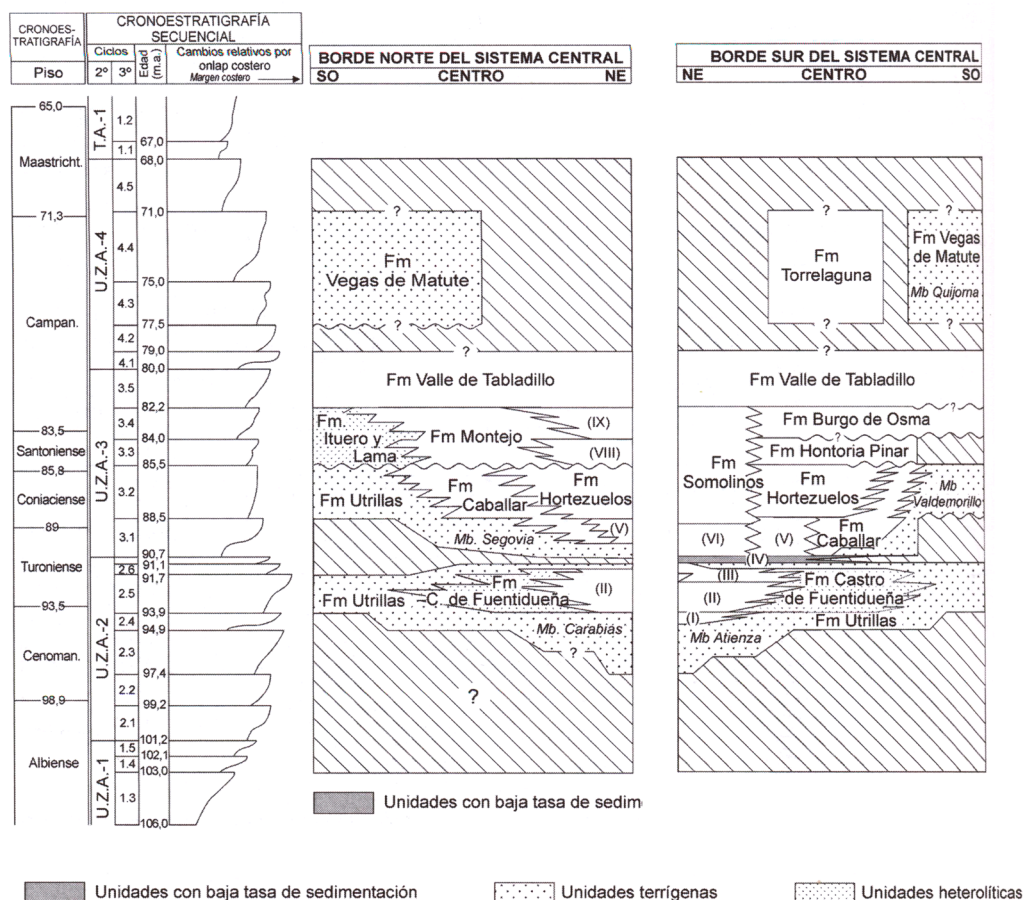 CRONOES-
TRATIGRAFÍA
Piso
CRONOESTRATIGRAFÍA
SECUENCIAL
Ciclos
2º
3º
Edad
(m.a.)
Cambios relativos por
onlap costero
Margen costero
65,0
Maastricht.
71,3
Campan.
83,5
Santoniense
85,8
Coniaciense
89
Turoniense
93,5
Cenoman.
98,9
Albiense
T.A.-1
U.Z.A.-4
U.Z.A.-3
U.Z.A.-2
U.Z.A.-1
1.2
1.1
4.5
4.4
4.3
4.2
4.1
3.5
3.4
3.3
3.2
3.1
2.6
2.5
2.4
2.3
2.2
2.1
1.5
1.4
1.3
67,0
68,0
71,0
75,0
77,5
79,0
80,0
82,2
84,0
85,5
88,5
90,7
91,1
91,7
93,9
94,9
97,4
99,2
101,2
102,1
103,0
106,0
BORDE NORTE DEL SISTEMA CENTRAL
SO CENTRO NE
?
Fm
Vegas de Matute
?
?
Fm Valle de Tabladillo
Fm.
Ituero y
Lama
Fm Montejo
(IX)
(VIII)
Fm Utrillas
Fm
Caballar
Fm
Hortezuelos
(V)
Mb. Segovia
Fm Utrillas
Fm
C. de Fuentidueña
(II)
Mb. Carabias
?
?
BORDE SUR DEL SISTEMA CENTRAL
NE CENTRO SO
?
Fm
Torrelaguna
?
?
Fm Vegas
de Matute
Mb Quijorna
?
?
Fm Valle de Tabladillo
Fm Burgo de Osma
?
?
Fm Hontoria Pinar
Fm
Somolinos
Fm
Hortezuelos
Mb
Valdemorillo
Fm
Caballar
(VI)
(V)
(IV)
(III)
(II)
(I)
Fm Castro
de Fuentidueña
Fm Utrillas
Mb Atienza
Unidades con baja tasa de sedim
Unidades con baja tasa de sedimentación
Unidades terrígenas
Unidades heterolíticas